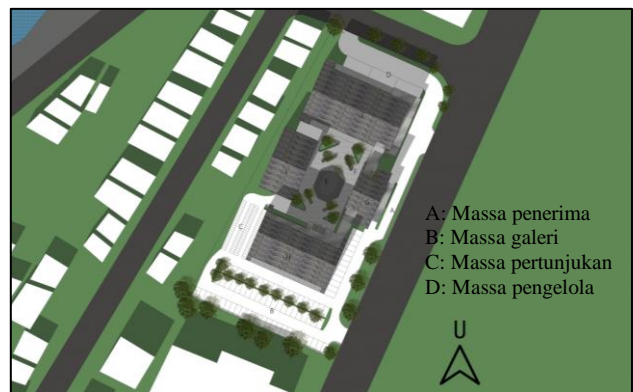 D
C
B
A: Massa penerima
B: Massa galeri
C: Massa pertunjukan
D: Massa pengelola
U